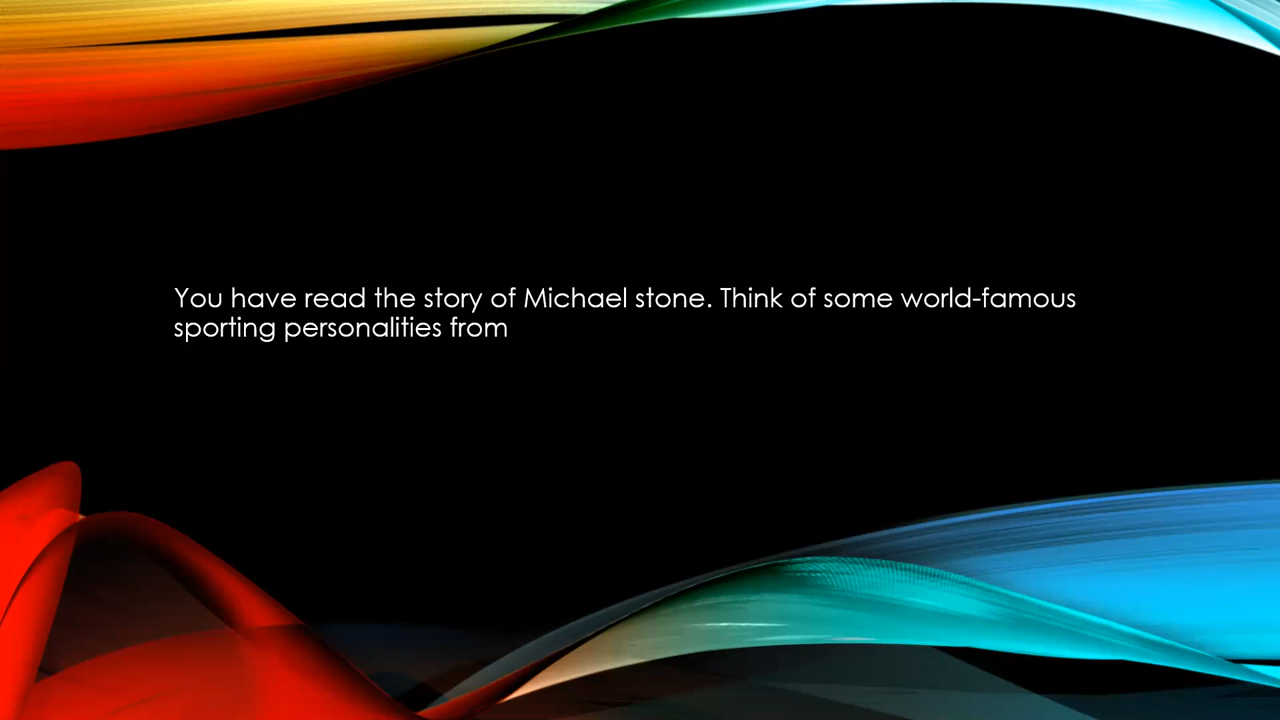 You have read the story of Michael stone. Think of some world-famous
sporting personalities from